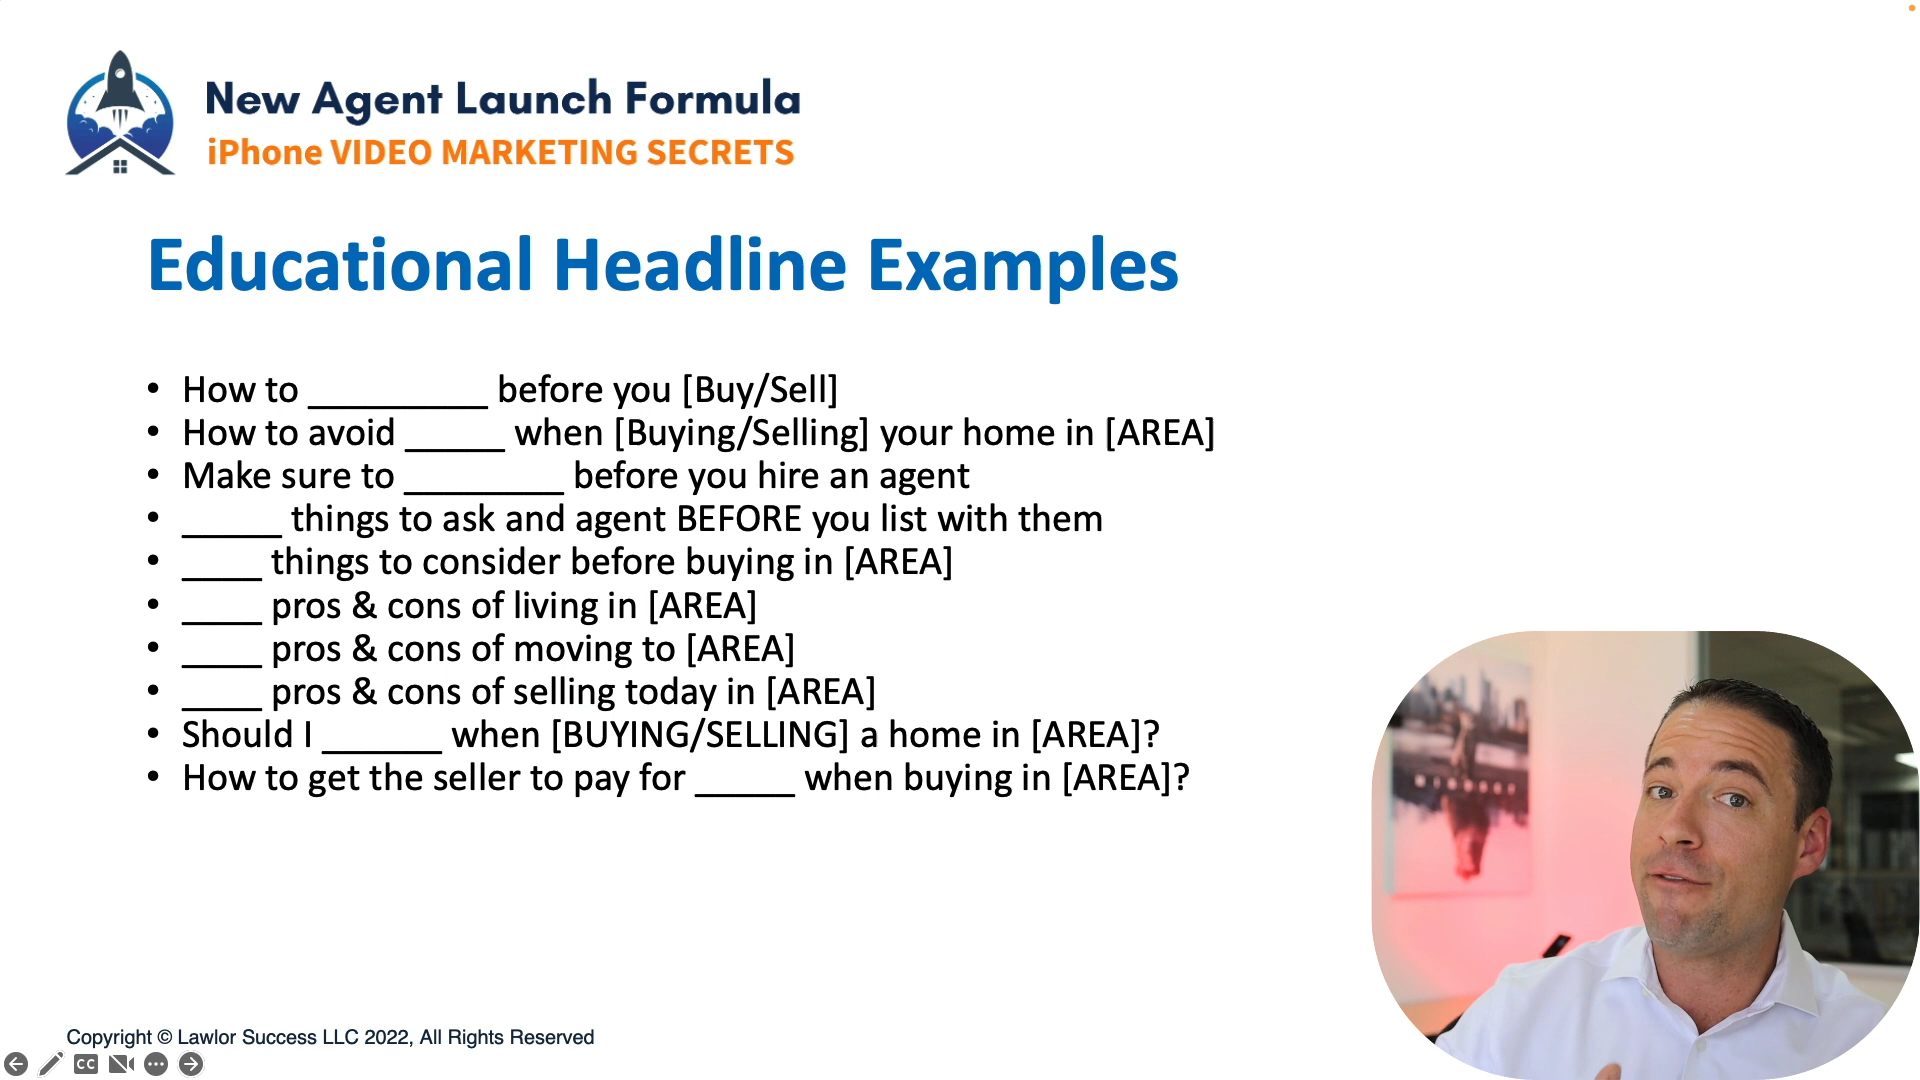 New Agent Launch Formula
iPhone VIDEO MARKETING SECRETS
Educational Headline Examples
• How to _________ before you [Buy/Sell]
• How to avoid _____ when [Buying/Selling] your home in [AREA]
• Make sure to ________ before you hire an agent
• _____ things to ask and agent BEFORE you list with them
• ____ things to consider before buying in [AREA]
• ____ pros & cons of living in [AREA]
• ____ pros & cons of moving to [AREA]
• ____ pros & cons of selling today in [AREA]
• Should I ______ when [BUYING/SELLING] a home in [AREA]?
• How to get the seller to pay for _____ when buying in [AREA]?
Copyright © Lawlor Success LLC 2022, All Rights Reserved
CC